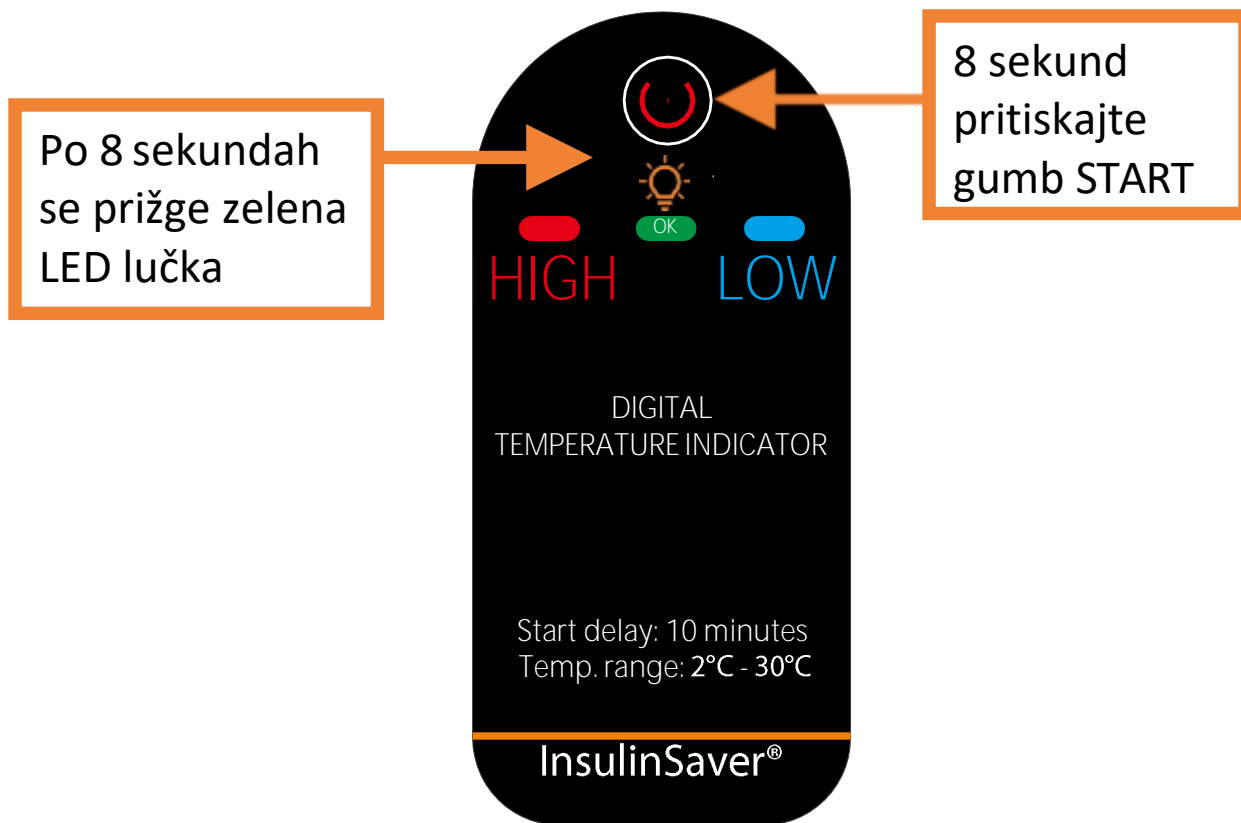 8 sekund
pritiskajte
gumb START
Po 8 sekundah
se prižge zelena
LED lučka
OK
HIGH
LOW
DIGITAL
TEMPERATURE INDICATOR
Start delay: 10 minutes
Temp. range: 2°C - 30°C
InsulinSaver®